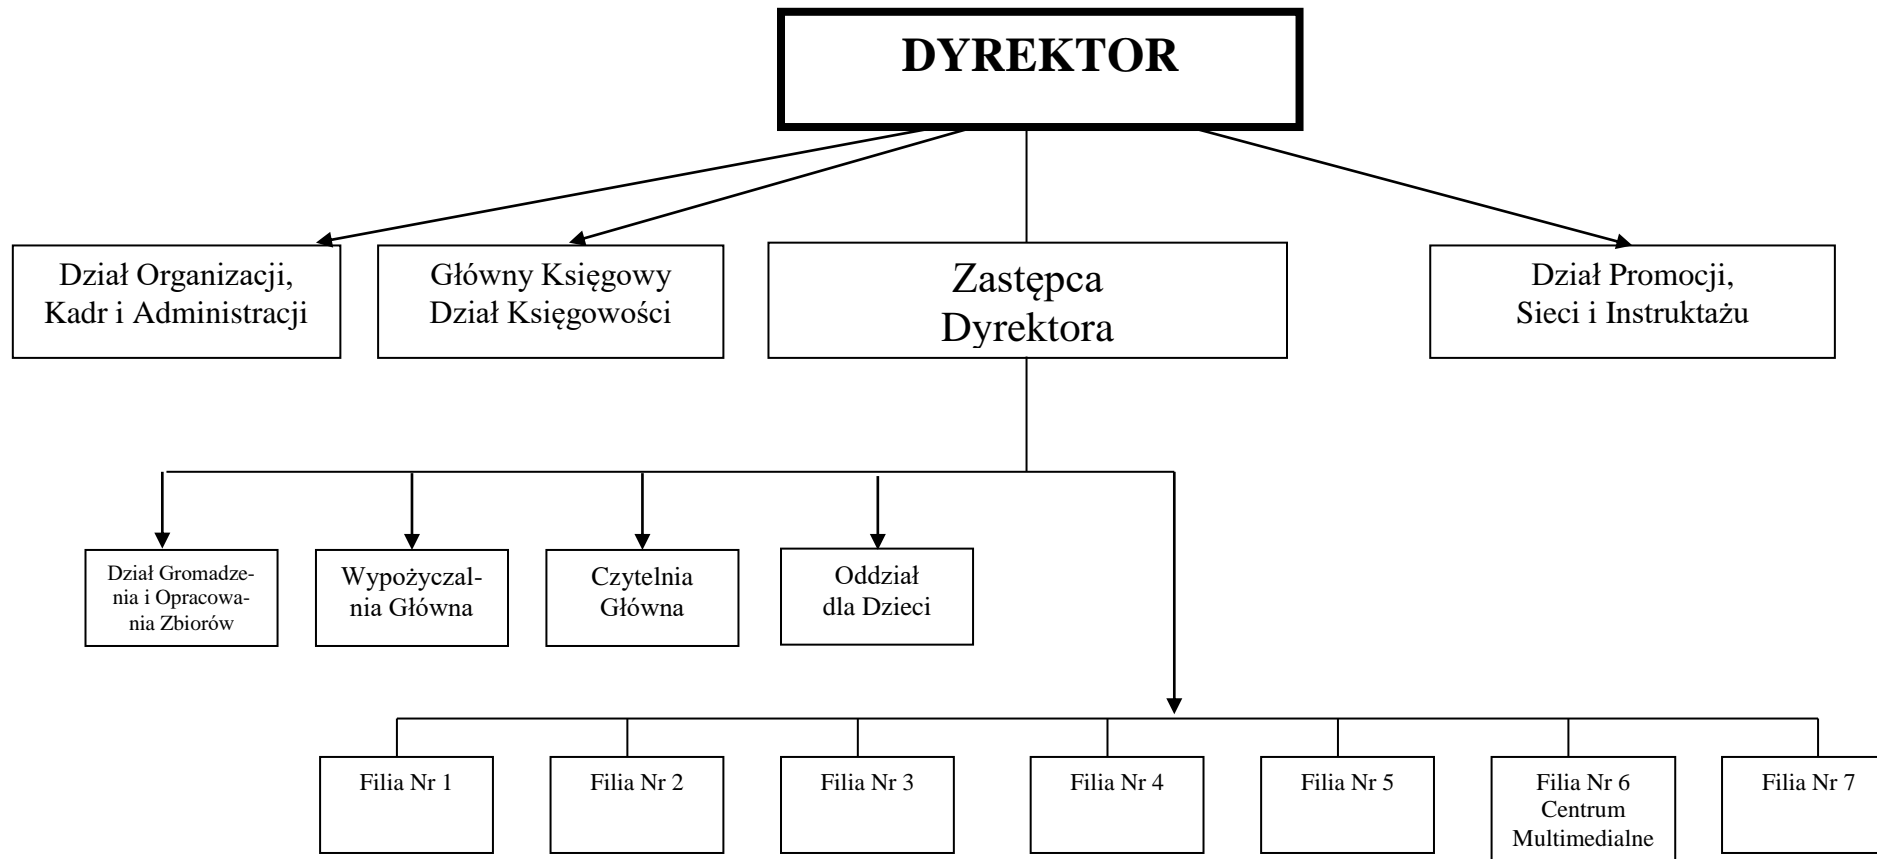 DYREKTOR
Dział Organizacji,
Kadr i Administracji
Główny Księgowy
Dział Księgowości
Zastępca
Dyrektora
Dział Promocji,
Sieci i Instruktażu
Dział Gromadze-
nia i Opracowa-
nia Zbiorów
Wypożyczal-
nia Główna
Czytelnia
Główna
Oddział
dla Dzieci
Filia Nr 1
Filia Nr 2
Filia Nr 3
Filia Nr 4
Filia Nr 5
Filia Nr 6
Centrum
Multimedialne
Filia Nr 7